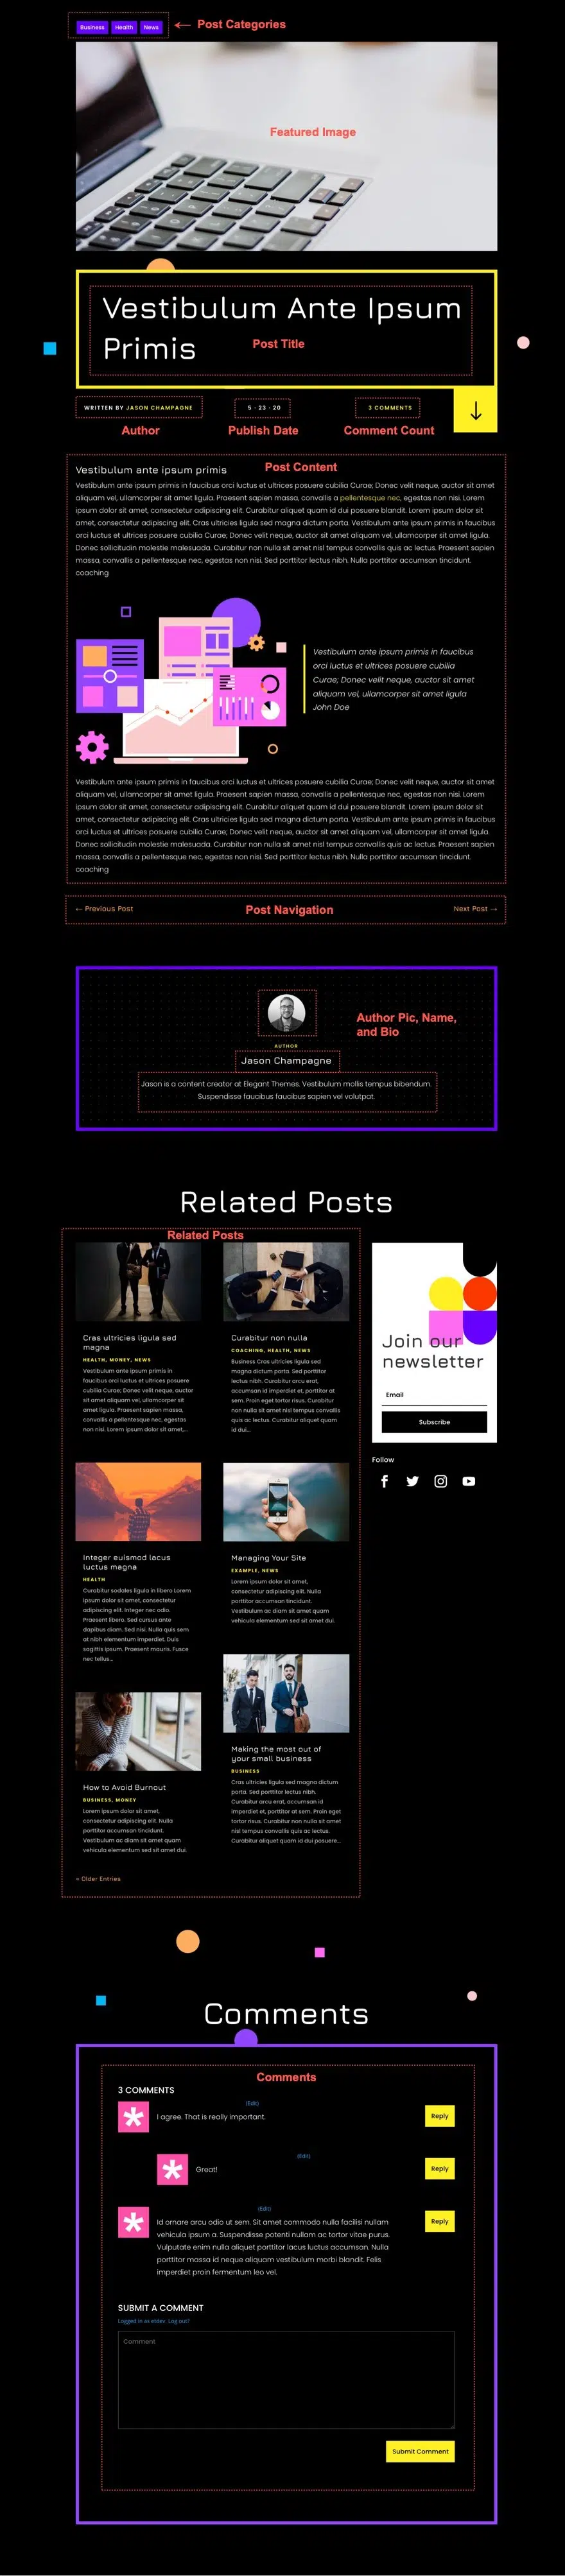 Business Health News ← Post Categories
Featured Image
Vestibulum Ante Ipsum
Primis
Post Title
WRITTEN BY JASON CHAMPAGNE
5 · 23 · 20
3 COMMENTS
Author Publish Date Comment Count
Post Content
Vestibulum ante ipsum primis
Vestibulum ante ipsum primis in faucibus orci luctus et ultrices posuere cubilia Curae; Donec velit neque, auctor sit amet
aliquam vel, ullamcorper sit amet ligula. Praesent sapien massa, convallis a pellentesque nec, egestas non nisi. Lorem
ipsum dolor sit amet, consectetur adipiscing elit. Curabitur aliquet quam id dui posuere blandit. Lorem ipsum dolor sit
amet, consectetur adipiscing elit. Cras ultricies ligula sed magna dictum porta. Vestibulum ante ipsum primis in faucibus
orci luctus et ultrices posuere cubilia Curae; Donec velit neque, auctor sit amet aliquam vel, ullamcorper sit amet ligula.
Donec sollicitudin molestie malesuada. Curabitur non nulla sit amet nisl tempus convallis quis ac lectus. Praesent sapien
massa, convallis a pellentesque nec, egestas non nisi. Sed porttitor lectus nibh. Nulla porttitor accumsan tincidunt.
coaching
Vestibulum ante ipsum primis in faucibus
orci luctus et ultrices posuere cubilia
Curae; Donec velit neque, auctor sit amet
aliquam vel, ullamcorper sit amet ligula
John Doe
Vestibulum ante ipsum primis in faucibus orci luctus et ultrices posuere cubilia Curae; Donec velit neque, auctor sit amet
aliquam vel, ullamcorper sit amet ligula. Praesent sapien massa, convallis a pellentesque nec, egestas non nisi. Lorem
ipsum dolor sit amet, consectetur adipiscing elit. Curabitur aliquet quam id dui posuere blandit. Lorem ipsum dolor sit
amet, consectetur adipiscing elit. Cras ultricies ligula sed magna dictum porta. Vestibulum ante ipsum primis in faucibus
orci luctus et ultrices posuere cubilia Curae; Donec velit neque, auctor sit amet aliquam vel, ullamcorper sit amet ligula.
Donec sollicitudin molestie malesuada. Curabitur non nulla sit amet nisl tempus convallis quis ac lectus. Praesent sapien
massa, convallis a pellentesque nec, egestas non nisi. Sed porttitor lectus nibh. Nulla porttitor accumsan tincidunt.
coaching
← Previous Post Post Navigation Next Post →
Author Pic, Name,
and Bio
AUTHOR
Jason Champagne
Jason is a content creator at Elegant Themes. Vestibulum mollis tempus bibendum.
Suspendisse faucibus faucibus sapien vel volutpat.
Related Posts
Related Posts
Cras ultricies ligula sed
magna
HEALTH, MONEY, NEWS
Vestibulum ante ipsum primis in
faucibus orci luctus et ultrices posuere
cubilia Curae; Donec velit neque, auctor
sit amet aliquam vel, ullamcorper sit
amet ligula. Praesent sapien massa,
convallis a pellentesque nec, egestas
non nisi. Lorem ipsum dolor sit amet,...
Curabitur non nulla
COACHING, HEALTH, NEWS
Business Cras ultricies ligula sed
magna dictum porta. Sed porttitor
lectus nibh. Curabitur arcu erat,
accumsan id imperdiet et, porttitor at
sem. Proin eget tortor risus. Curabitur
non nulla sit amet nisl tempus convallis
quis ac lectus. Curabitur aliquet quam
id dui...
Join our
newsletter
Email
Subscribe
Follow
Integer euismod lacus
luctus magna
HEALTH
Curabitur sodales ligula in libero Lorem
ipsum dolor sit amet, consectetur
adipiscing elit. Integer nec odio.
Praesent libero. Sed cursus ante
dapibus diam. Sed nisi. Nulla quis sem
at nibh elementum imperdiet. Duis
sagittis ipsum. Praesent mauris. Fusce
nec tellus...
Managing Your Site
EXAMPLE, NEWS
Lorem ipsum dolor sit amet,
consectetur adipiscing elit. Nulla
porttitor accumsan tincidunt.
Vestibulum ac diam sit amet quam
vehicula elementum sed sit amet dui.
How to Avoid Burnout
BUSINESS, MONEY
Lorem ipsum dolor sit amet,
consectetur adipiscing elit. Nulla
porttitor accumsan tincidunt.
Vestibulum ac diam sit amet quam
vehicula elementum sed sit amet dui.
Making the most out of
your small business
BUSINESS
Cras ultricies ligula sed magna dictum
porta. Sed porttitor lectus nibh.
Curabitur arcu erat, accumsan id
imperdiet et, porttitor at sem. Proin eget
tortor risus. Curabitur non nulla sit amet
nisl tempus convallis quis ac lectus.
Curabitur aliquet quam id dui posuere...
« Older Entries
Comments
Comments
3 COMMENTS
(Edit)
I agree. That is really important.
Reply
(Edit)
Great!
Reply
(Edit)
Id ornare arcu odio ut sem. Sit amet commodo nulla facilisi nullam
vehicula ipsum a. Suspendisse potenti nullam ac tortor vitae purus.
Vulputate enim nulla aliquet porttitor lacus luctus accumsan. Nulla
porttitor massa id neque aliquam vestibulum morbi blandit. Felis
imperdiet proin fermentum leo vel.
Reply
SUBMIT A COMMENT
Logged in as etdev. Log out?
Comment
Submit Comment